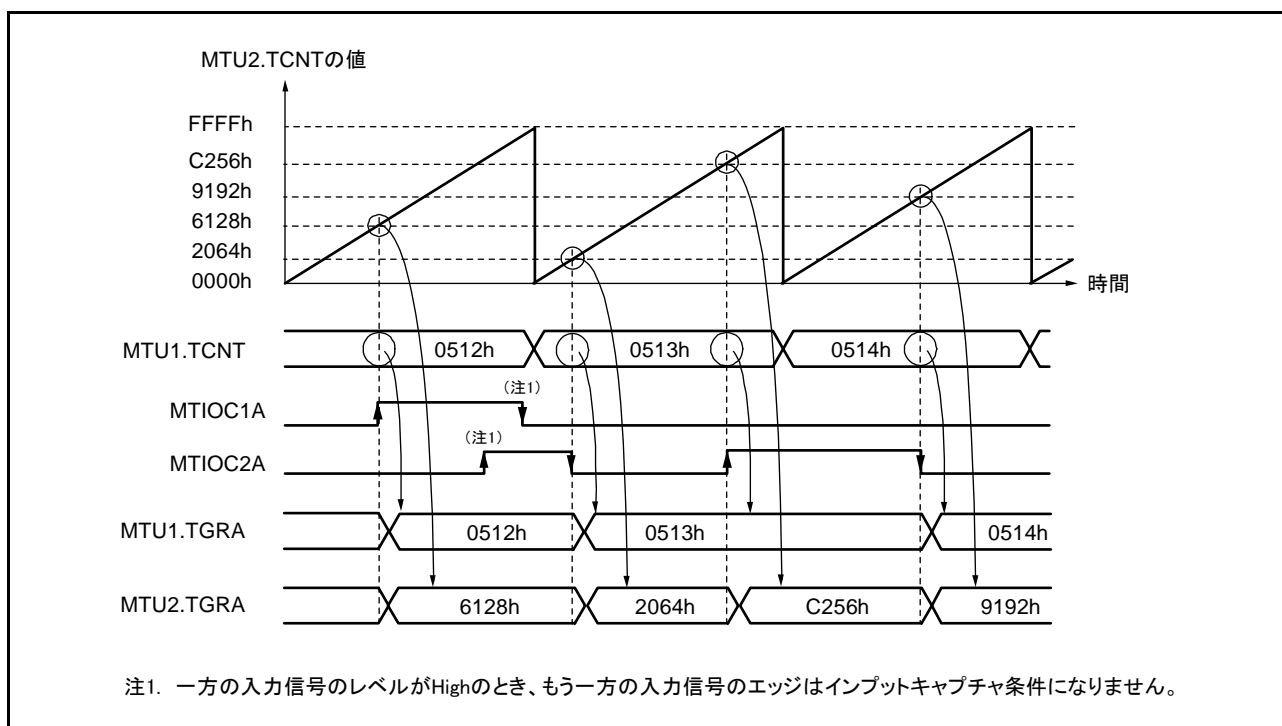 MTU2.TCNTの値
FFFFh
C256h
9192h
6128h
2064h
0000h
時間
MTU1.TCNT
0512h
0513h
0514h
(注1)
MTIOC1A
(注1)
MTIOC2A
MTU1.TGRA
0512h
0513h
0514h
MTU2.TGRA
6128h
2064h
C256h
9192h
注1. 一方の入力信号のレベルがHighのとき、もう一方の入力信号のエッジはインプットキャプチャ条件になりません。